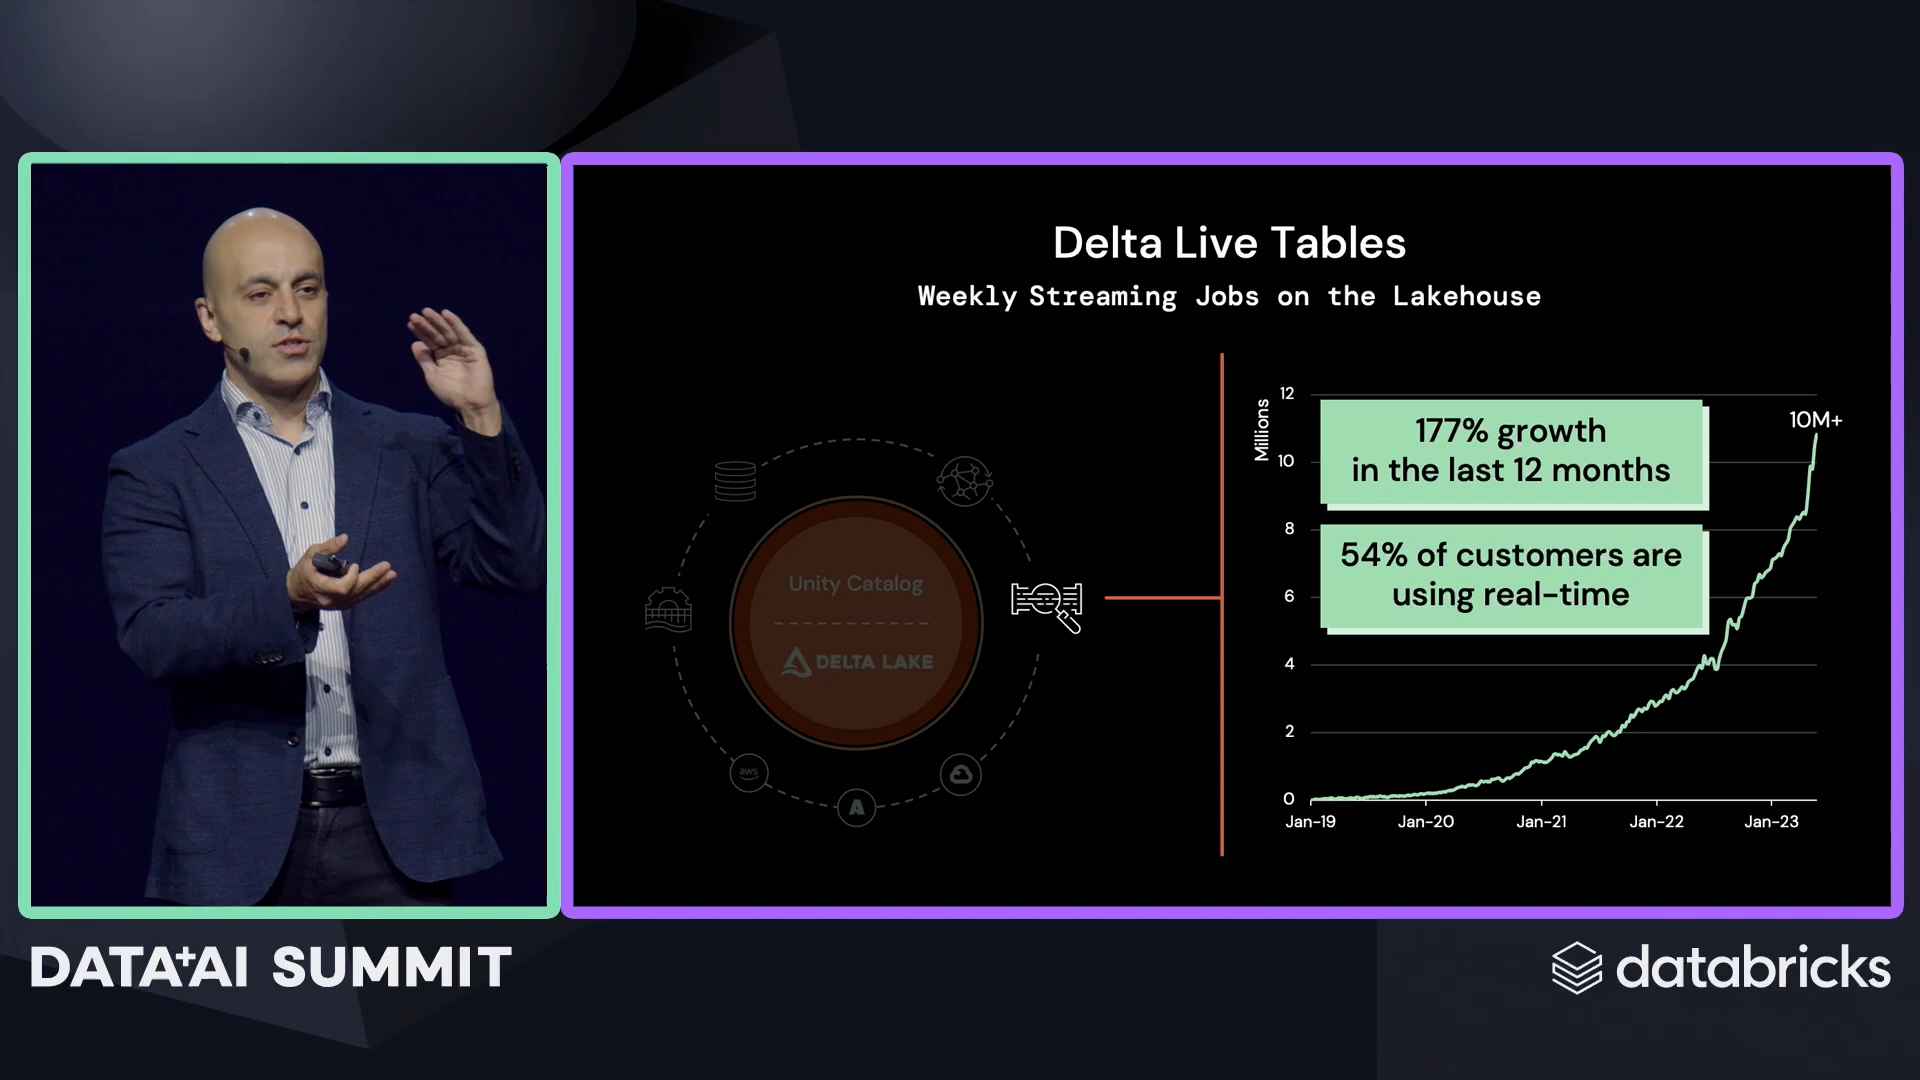 Delta Live Tables
Weekly Streaming Jobs on the Lakehouse
Unity Catalog
DELTA LAKE
aws
A
Millions
12
10
8
6
4
2
0
177% growth
in the last 12 months
54% of customers are
using real-time
10M+
Jan-19
Jan-20
Jan-21
Jan-22
Jan-23
DATA+AI SUMMIT
databricks